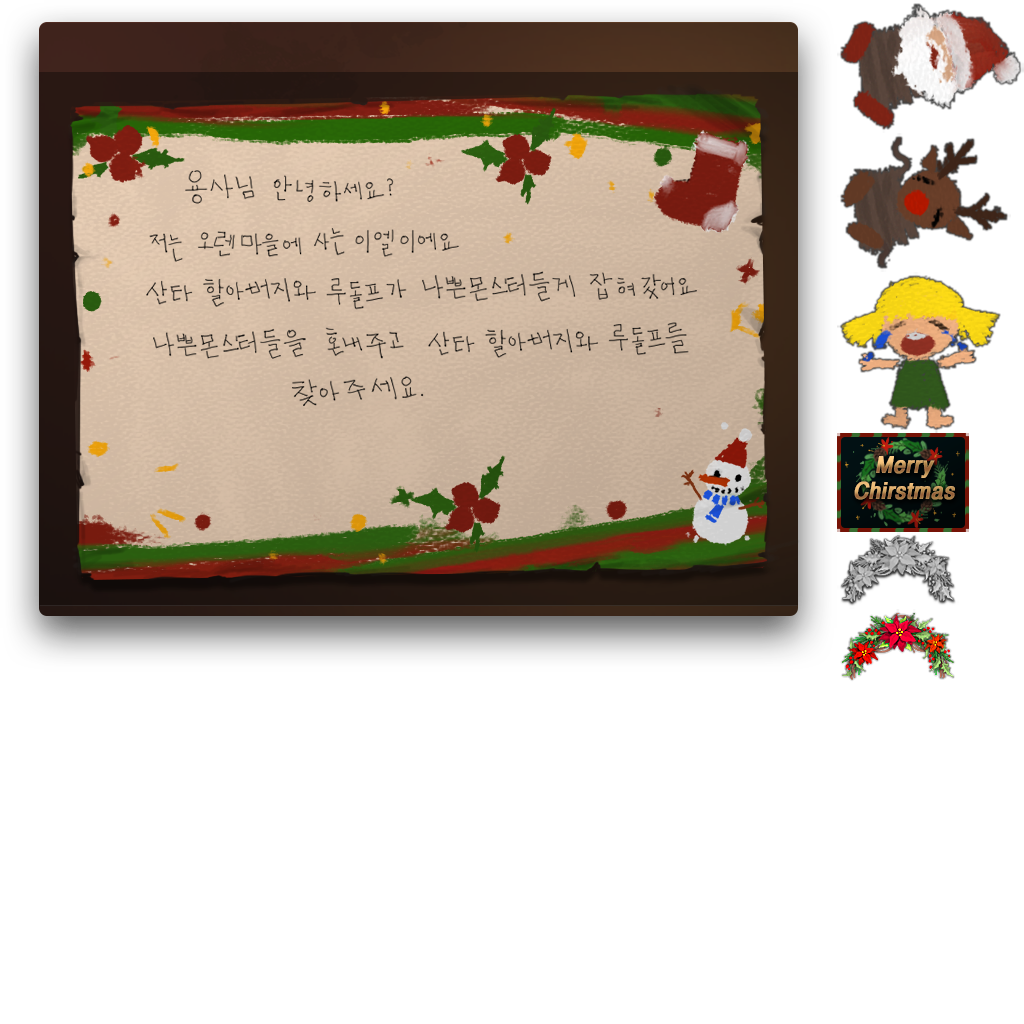 용사님 안녕하세요?
저는 오렌마을에 사는 이엘이에요
산타 할아버지와 루돌프가 나쁜몬스터들게 잡혀갔어요
나쁜몬스터들을 혼내주고 산타 할아버지와 루돌프를
찾아주세요.
Merry
Chirstmas